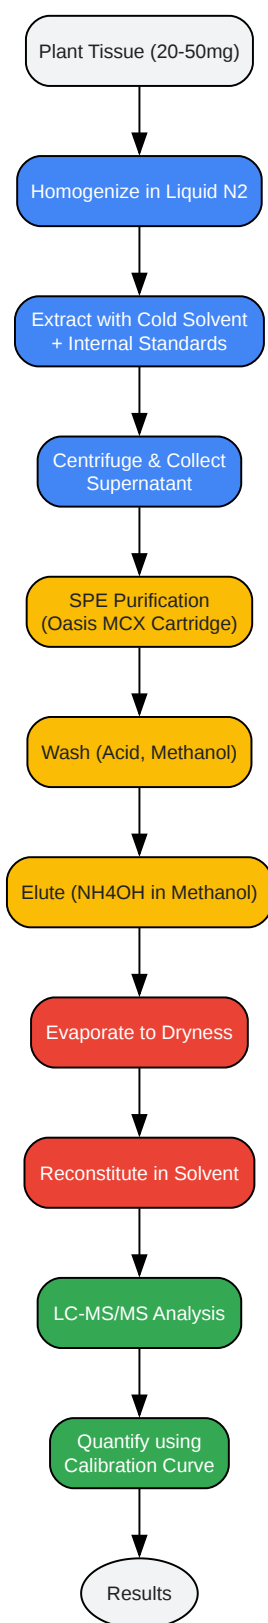 Plant Tissue (20-50mg)
Homogenize in Liquid N2
Extract with Cold Solvent
+ Internal Standards
Centrifuge & Collect
Supernatant
SPE Purification
(Oasis MCX Cartridge)
Wash (Acid, Methanol)
Elute (NH4OH in Methanol)
Evaporate to Dryness
Reconstitute in Solvent
LC-MS/MS Analysis
Quantify using
Calibration Curve
Results